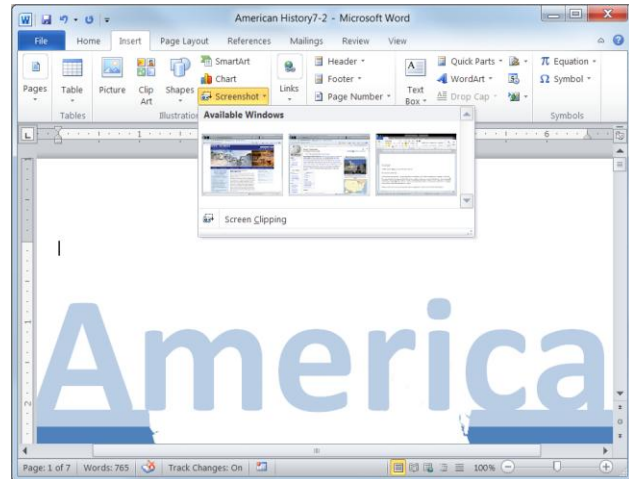 American History7-2 - Microsoft Word
File Home Insert Page Layout References Mailings Review View
SmartArt Header Quick Parts Equation
Chart Footer WordArt Symbol
Pages Table Picture Clip Art Shapes Screenshot Links Page Number Text Box Drop Cap
Tables Illustration Symbols
Available Windows
Screen Clipping
1 6
America
Page: 1 of 7 Words: 765 Track Changes: On 100%